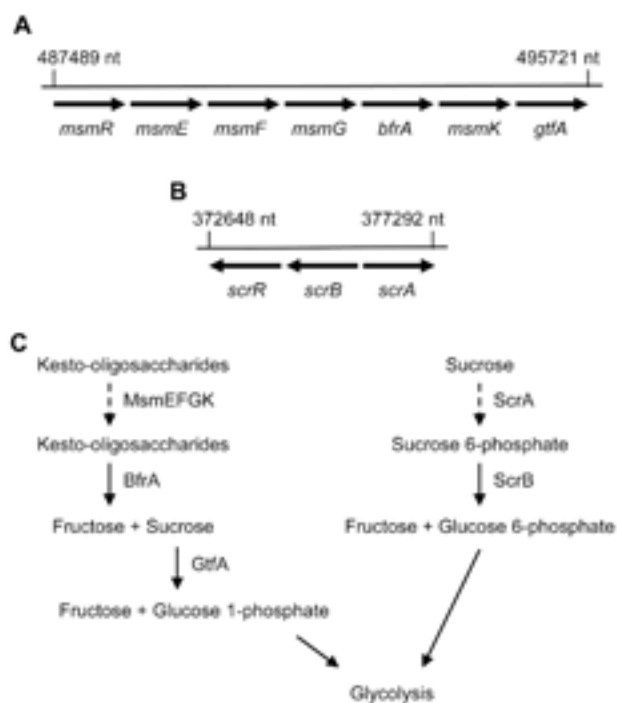 A
487489 nt 495721 nt
msmR msmE msmF msmG bfrA msmK gtfA
B
372648 nt 377292 nt
scrR scrB scrA
C
Kesto-oligosaccharides Sucrose
MsmEFGK ScrA
Kesto-oligosaccharides Sucrose 6-phosphate
BfrA ScrB
Fructose + Sucrose Fructose + Glucose 6-phosphate
GtfA
Fructose + Glucose 1-phosphate
Glycolysis